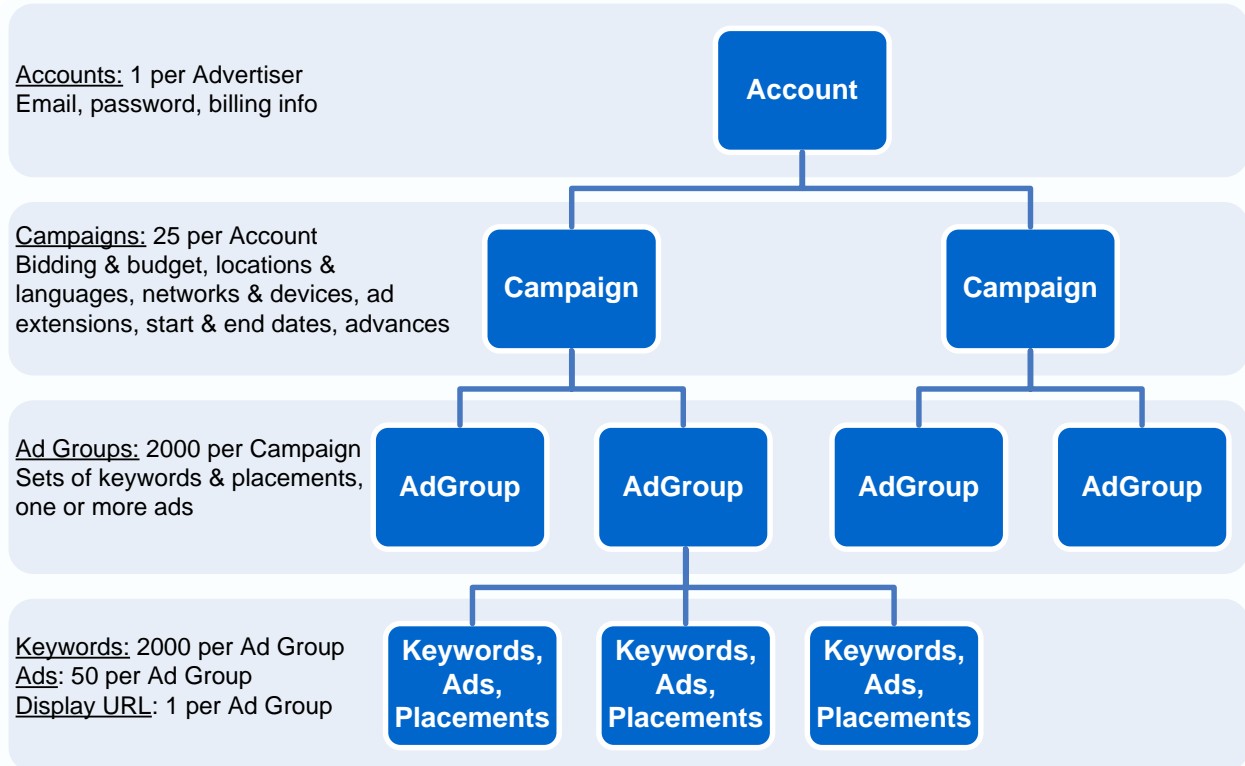 Accounts: 1 per Advertiser
Email, password, billing info
Account
Campaigns: 25 per Account
Bidding & budget, locations &
languages, networks & devices, ad
extensions, start & end dates, advances
Campaign
Campaign
Ad Groups: 2000 per Campaign
Sets of keywords & placements,
one or more ads
AdGroup
AdGroup
AdGroup
AdGroup
Keywords: 2000 per Ad Group
Ads: 50 per Ad Group
Display URL: 1 per Ad Group
Keywords,
Ads,
Placements
Keywords,
Ads,
Placements
Keywords,
Ads,
Placements